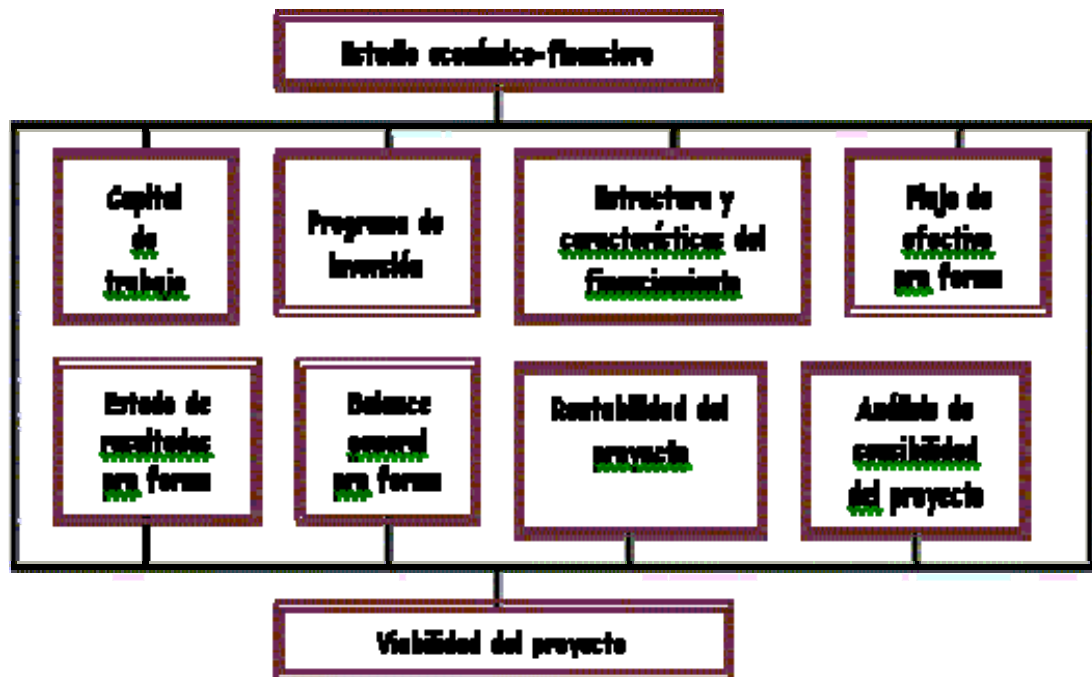 Estudio económico-financiero
Capital
de
trabajo
Programa de
inversión
Estructura y
características del
financiamiento
Flujo de
efectivo
pro forma
Estado de
resultados
pro forma
Balance
general
pro forma
Rentabilidad del
proyecto
Análisis de
sensibilidad
del proyecto
Viabilidad del proyecto